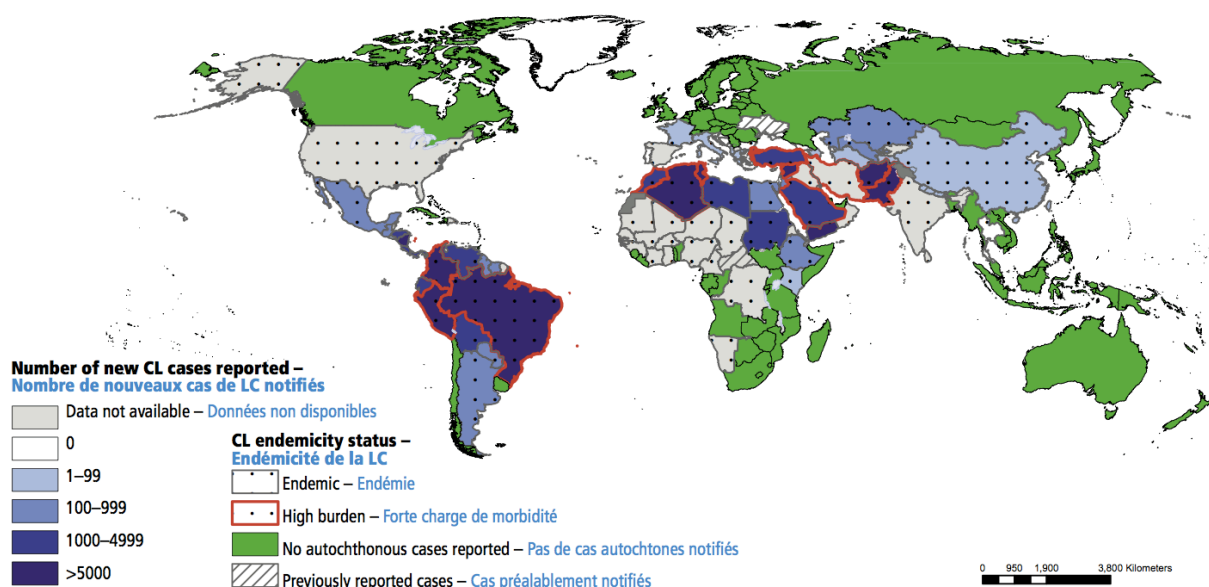 Number of new CL cases reported –
Nombre de nouveaux cas de LC notifiés
Data not available – Données non disponibles
0
1–99
100–999
1000–4999
>5000
CL endemicity status –
Endémicité de la LC
Endemic – Endémie
High burden – Forte charge de morbidité
No autochthonous cases reported – Pas de cas autochtones notifiés
Previously reported cases – Cas préalablement notifiés
0 950 1,900 3,800 Kilometers